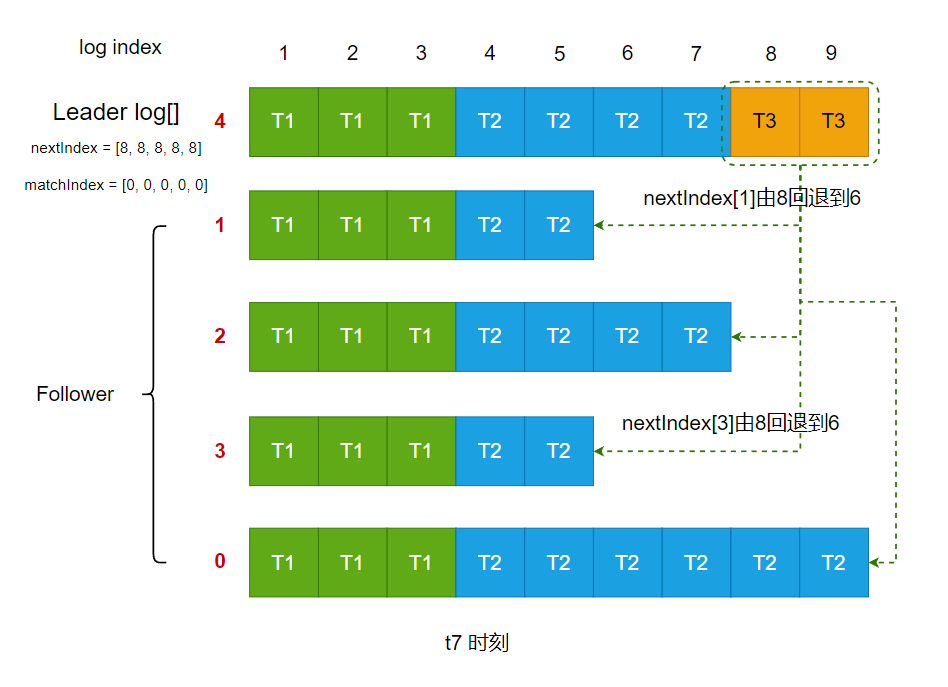 log index 1 2 3 4 5 6 7 8 9
Leader log[] 4 T1 T1 T1 T2 T2 T2 T2 T3 T3
nextIndex = [8, 8, 8, 8, 8]
matchIndex = [0, 0, 0, 0, 0]
nextIndex[1]由8回退到6
1 T1 T1 T1 T2 T2
2 T1 T1 T1 T2 T2 T2 T2
Follower
nextIndex[3]由8回退到6
3 T1 T1 T1 T2 T2
0 T1 T1 T1 T2 T2 T2 T2 T2 T2
t7 时刻